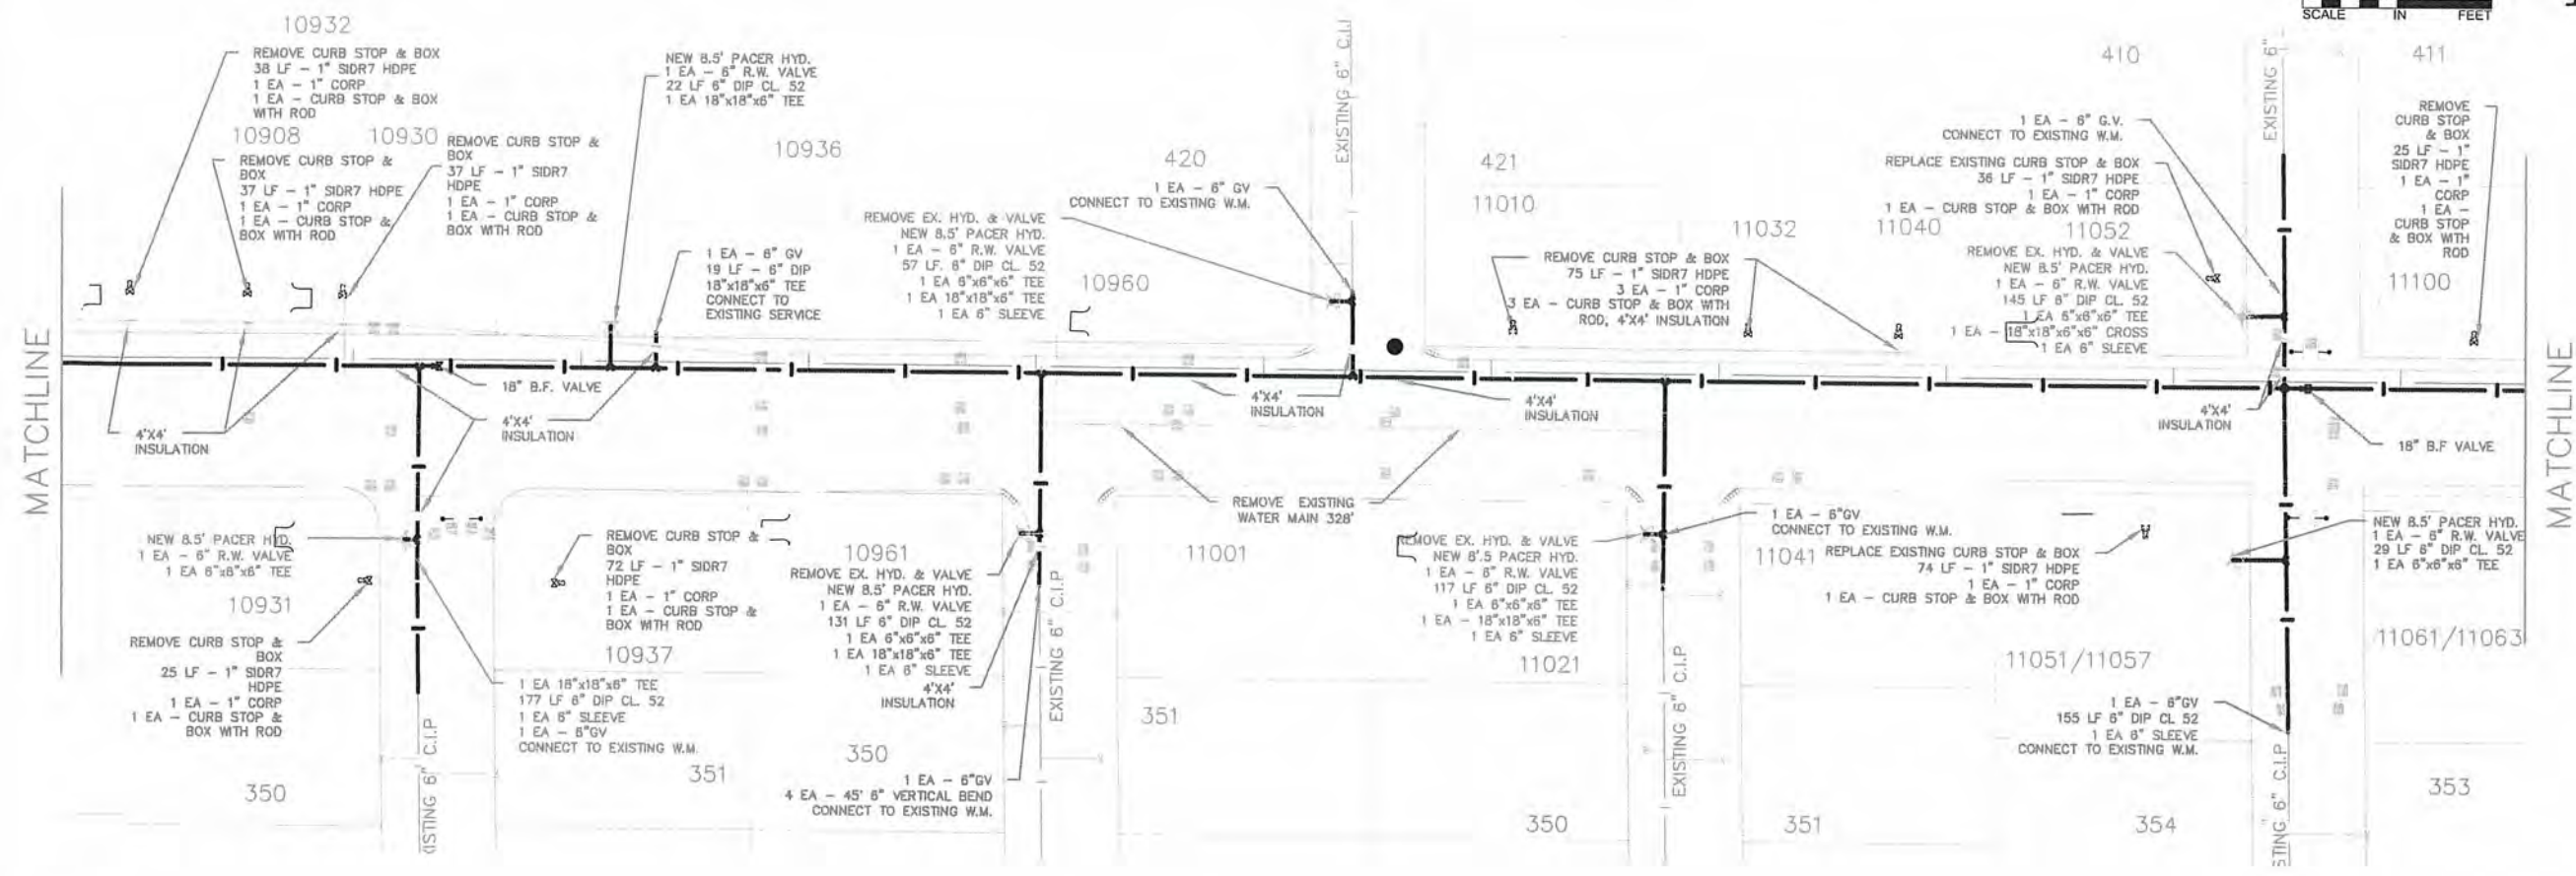 SCALE IN FEET
10932
REMOVE CURB STOP & BOX
38 LF - 1" SIDR7 HDPE
1 EA - 1" CORP
1 EA - CURB STOP & BOX
WITH ROD
10908
REMOVE CURB STOP &
BOX
37 LF - 1" SIDR7 HDPE
1 EA - 1" CORP
1 EA - CURB STOP &
BOX WITH ROD
10930
REMOVE CURB STOP &
BOX
37 LF - 1" SIDR7
HDPE
1 EA - 1" CORP
1 EA - CURB STOP &
BOX WITH ROD
NEW 8.5' PACER HYD.
1 EA - 6" R.W. VALVE
22 LF 6" DIP CL. 52
1 EA 18"x18"x6" TEE
10936
1 EA - 6" GV
19 LF - 6" DIP
18"x18"x6" TEE
CONNECT TO
EXISTING SERVICE
REMOVE EX. HYD. & VALVE
NEW 8.5' PACER HYD.
1 EA - 6" R.W. VALVE
57 LF. 6" DIP CL. 52
1 EA 6"x6"x6" TEE
1 EA 18"x18"x6" TEE
1 EA 6" SLEEVE
10960
420
1 EA - 6" GV
CONNECT TO EXISTING W.M.
EXISTING 6" C.I.I
421
11010
REMOVE CURB STOP & BOX
75 LF - 1" SIDR7 HDPE
3 EA - 1" CORP
3 EA - CURB STOP & BOX WITH
ROD, 4'X4' INSULATION
11032
11040
410
1 EA - 6" G.V.
CONNECT TO EXISTING W.M.
REPLACE EXISTING CURB STOP & BOX
36 LF - 1" SIDR7 HDPE
1 EA - 1" CORP
1 EA - CURB STOP & BOX WITH ROD
11052
REMOVE EX. HYD. & VALVE
NEW 8.5' PACER HYD.
1 EA - 6" R.W. VALVE
145 LF 6" DIP CL. 52
1 EA 6"x6"x6" TEE
1 EA - 18"x18"x6"x6" CROSS
1 EA 6" SLEEVE
EXISTING 6"
411
REMOVE
CURB STOP
& BOX
25 LF - 1"
SIDR7 HDPE
1 EA - 1"
CORP
1 EA -
CURB STOP
& BOX WITH
ROD
11100
MATCHLINE
MATCHLINE
4'X4'
INSULATION
18" B.F. VALVE
4'X4'
INSULATION
4'X4'
INSULATION
4'X4'
INSULATION
4'X4'
INSULATION
18" B.F VALVE
REMOVE EXISTING
WATER MAIN 328'
NEW 8.5' PACER HYD.
1 EA - 6" R.W. VALVE
1 EA 6"x6"x6" TEE
10931
REMOVE CURB STOP &
BOX
25 LF - 1" SIDR7
HDPE
1 EA - 1" CORP
1 EA - CURB STOP &
BOX WITH ROD
350
XISTING 6" C.I.P
1 EA 18"x18"x6" TEE
177 LF 6" DIP CL. 52
1 EA 6" SLEEVE
1 EA - 6"GV
CONNECT TO EXISTING W.M.
REMOVE CURB STOP &
BOX
72 LF - 1" SIDR7
HDPE
1 EA - 1" CORP
1 EA - CURB STOP &
BOX WITH ROD
10937
351
10961
REMOVE EX. HYD. & VALVE
NEW 8.5' PACER HYD.
1 EA - 6" R.W. VALVE
131 LF 6" DIP CL. 52
1 EA 6"x6"x6" TEE
1 EA 18"x18"x6" TEE
1 EA 6" SLEEVE
4'X4'
INSULATION
350
1 EA - 6"GV
4 EA - 45' 6" VERTICAL BEND
CONNECT TO EXISTING W.M.
EXISTING 6" C.I.P
11001
351
REMOVE EX. HYD. & VALVE
NEW 8'.5 PACER HYD.
1 EA - 6" R.W. VALVE
117 LF 6" DIP CL. 52
1 EA 6"x6"x6" TEE
1 EA - 18"x18"x6" TEE
1 EA 6" SLEEVE
11021
350
EXISTING 6" C.I.P
1 EA - 6"GV
CONNECT TO EXISTING W.M.
11041
REPLACE EXISTING CURB STOP & BOX
74 LF - 1" SIDR7 HDPE
1 EA - 1" CORP
1 EA - CURB STOP & BOX WITH ROD
351
11051/11057
1 EA - 6"GV
155 LF 6" DIP CL 52
1 EA 6" SLEEVE
CONNECT TO EXISTING W.M.
354
STING 6" C.I.P
NEW 8.5' PACER HYD.
1 EA - 6" R.W. VALVE
29 LF 6" DIP CL. 52
1 EA 6"x6"x6" TEE
11061/11063
353